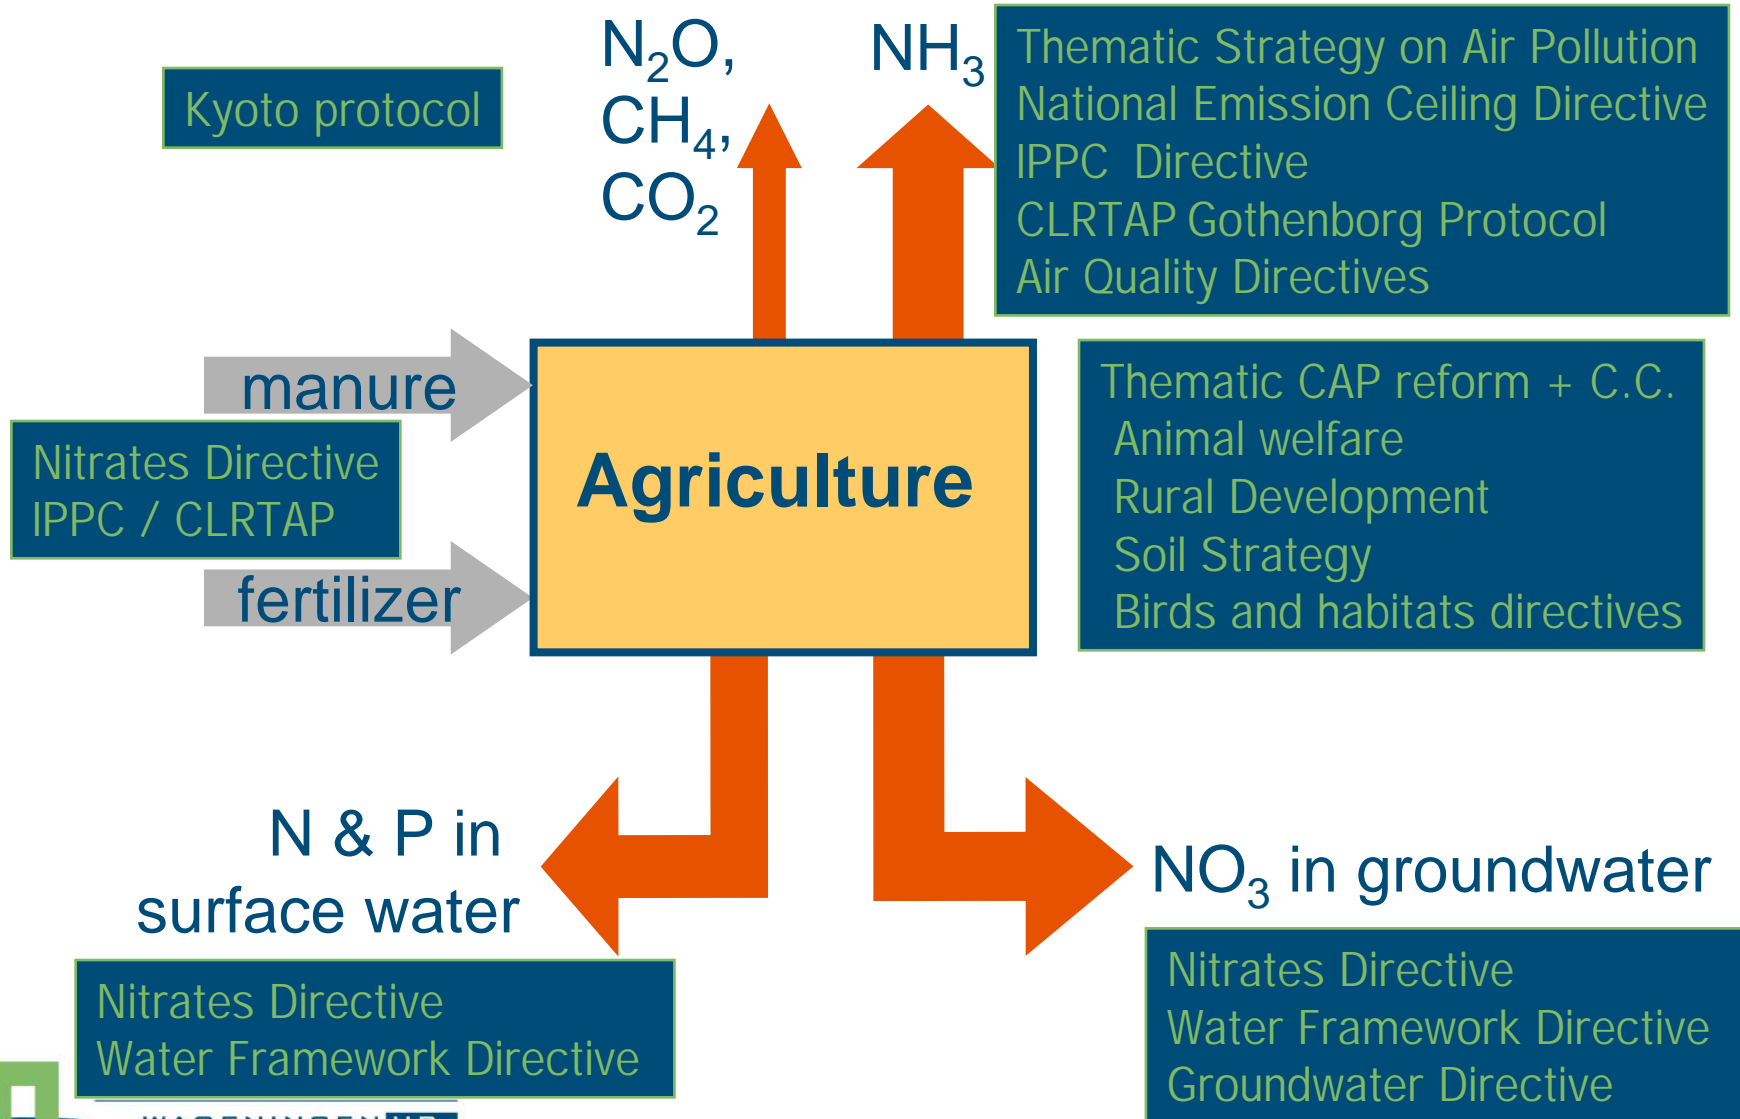 Kyoto protocol
N₂O,
CH₄,
CO₂
NH₃
Thematic Strategy on Air Pollution
National Emission Ceiling Directive
IPPC Directive
CLRTAP Gothenborg Protocol
Air Quality Directives
manure
Nitrates Directive
IPPC / CLRTAP
fertilizer
Agriculture
Thematic CAP reform + C.C.
Animal welfare
Rural Development
Soil Strategy
Birds and habitats directives
N & P in
surface water
Nitrates Directive
Water Framework Directive
NO₃ in groundwater
Nitrates Directive
Water Framework Directive
Groundwater Directive
WAGENINGEN UR